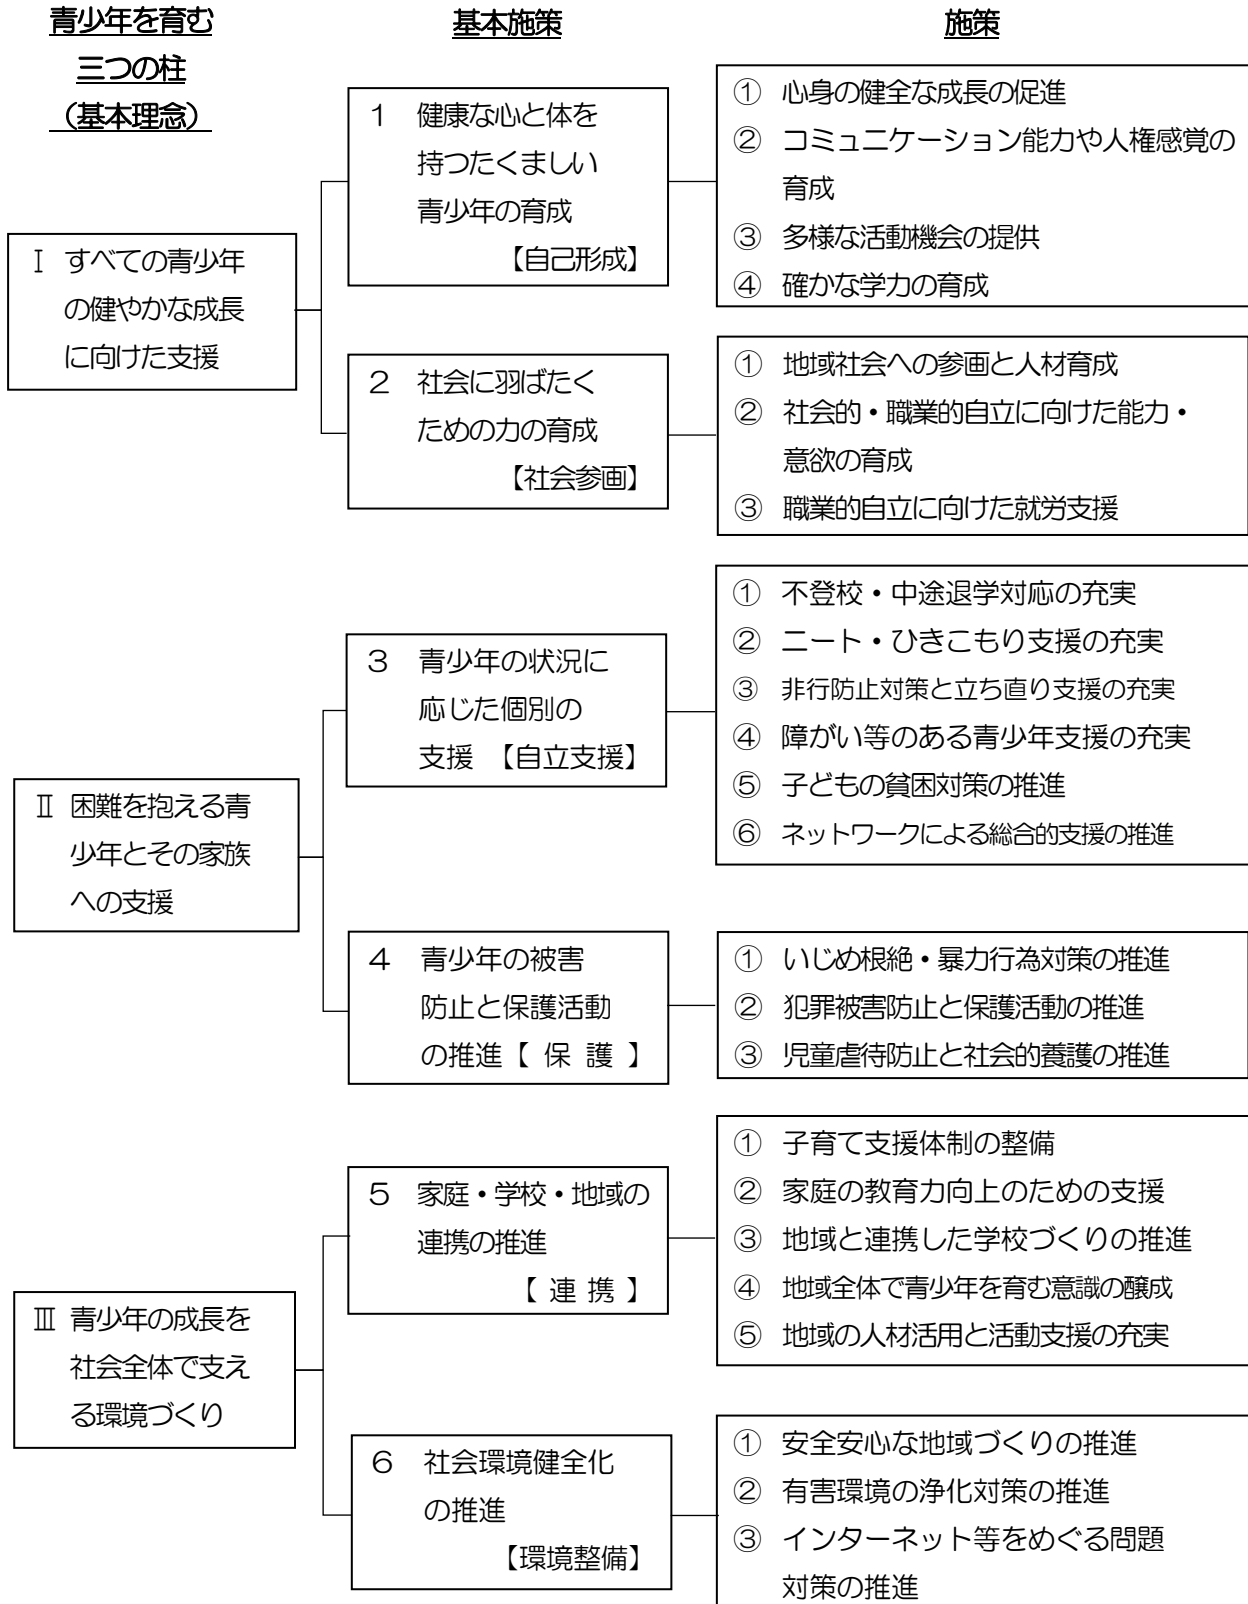 青少年を育む
三つの柱
（基本理念）
基本施策
施策
Ⅰ すべての青少年
の健やかな成長
に向けた支援
1 健康な心と体を
持つたくましい
青少年の育成
【自己形成】
① 心身の健全な成長の促進
② コミュニケーション能力や人権感覚の
育成
③ 多様な活動機会の提供
④ 確かな学力の育成
2 社会に羽ばたく
ための力の育成
【社会参画】
① 地域社会への参画と人材育成
② 社会的・職業的自立に向けた能力・
意欲の育成
③ 職業的自立に向けた就労支援
Ⅱ 困難を抱える青
少年とその家族
への支援
3 青少年の状況に
応じた個別の
支援 【自立支援】
① 不登校・中途退学対応の充実
② ニート・ひきこもり支援の充実
③ 非行防止対策と立ち直り支援の充実
④ 障がい等のある青少年支援の充実
⑤ 子どもの貧困対策の推進
⑥ ネットワークによる総合的支援の推進
4 青少年の被害
防止と保護活動
の推進【 保 護 】
① いじめ根絶・暴力行為対策の推進
② 犯罪被害防止と保護活動の推進
③ 児童虐待防止と社会的養護の推進
Ⅲ 青少年の成長を
社会全体で支え
る環境づくり
5 家庭・学校・地域の
連携の推進
【 連 携 】
① 子育て支援体制の整備
② 家庭の教育力向上のための支援
③ 地域と連携した学校づくりの推進
④ 地域全体で青少年を育む意識の醸成
⑤ 地域の人材活用と活動支援の充実
6 社会環境健全化
の推進
【環境整備】
① 安全安心な地域づくりの推進
② 有害環境の浄化対策の推進
③ インターネット等をめぐる問題
対策の推進